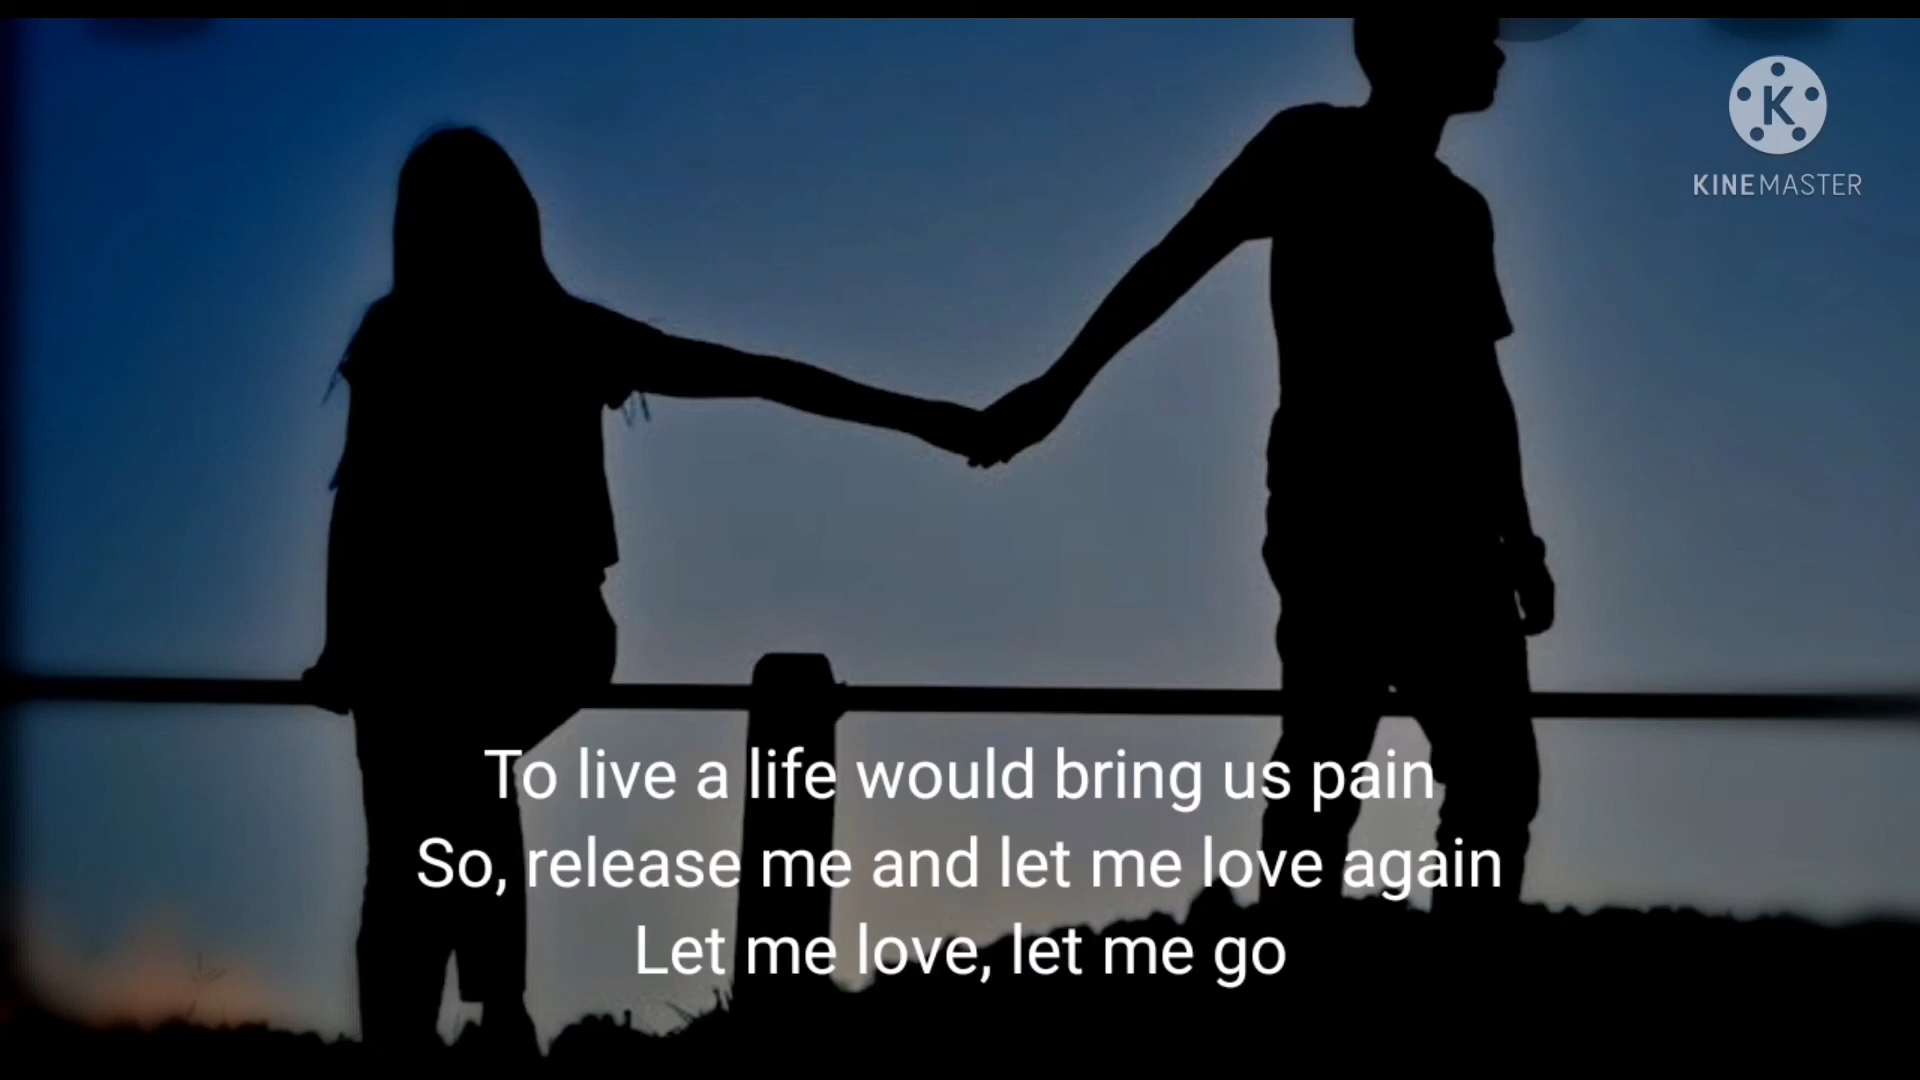 K
KINEMASTER
To live a life would bring us pain
So, release me and let me love again
Let me love, let me go